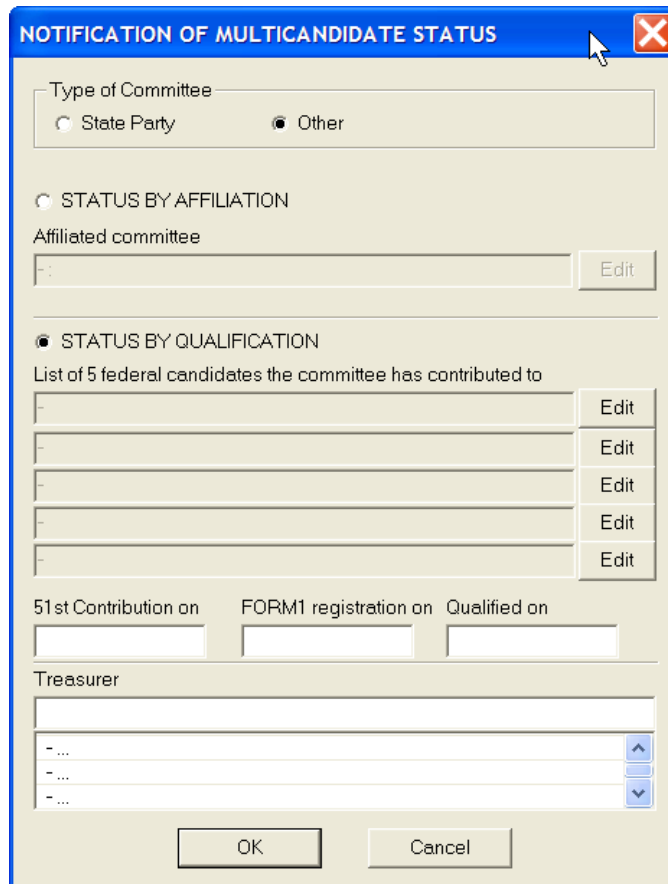 NOTIFICATION OF MULTICANDIDATE STATUS
Type of Committee
State Party Other
STATUS BY AFFILIATION
Affiliated committee
- : Edit
STATUS BY QUALIFICATION
List of 5 federal candidates the committee has contributed to
- Edit
- Edit
- Edit
- Edit
- Edit
51st Contribution on FORM1 registration on Qualified on
Treasurer
- ...
- ...
- ...
OK Cancel